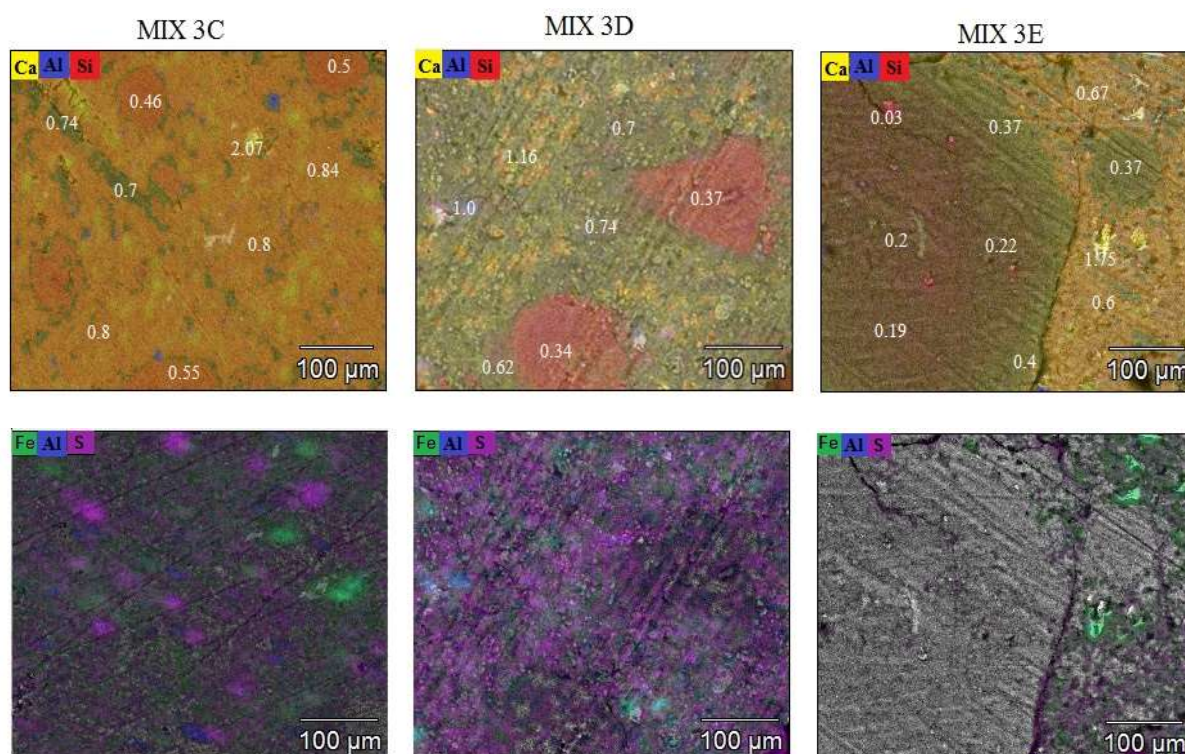 MIX 3C MIX 3D MIX 3E
Ca Al Si
0.5
0.46
0.74
2.07
0.84
0.7
0.8
0.8
0.55
100 µm
Ca Al Si
0.7
1.16
0.37
1.0
0.74
0.34
0.62
100 µm
Ca Al Si
0.67
0.03
0.37
0.37
0.2
0.22
1.75
0.6
0.19
0.4
100 µm
Fe Al S
100 µm
Fe Al S
100 µm
Fe Al S
100 µm